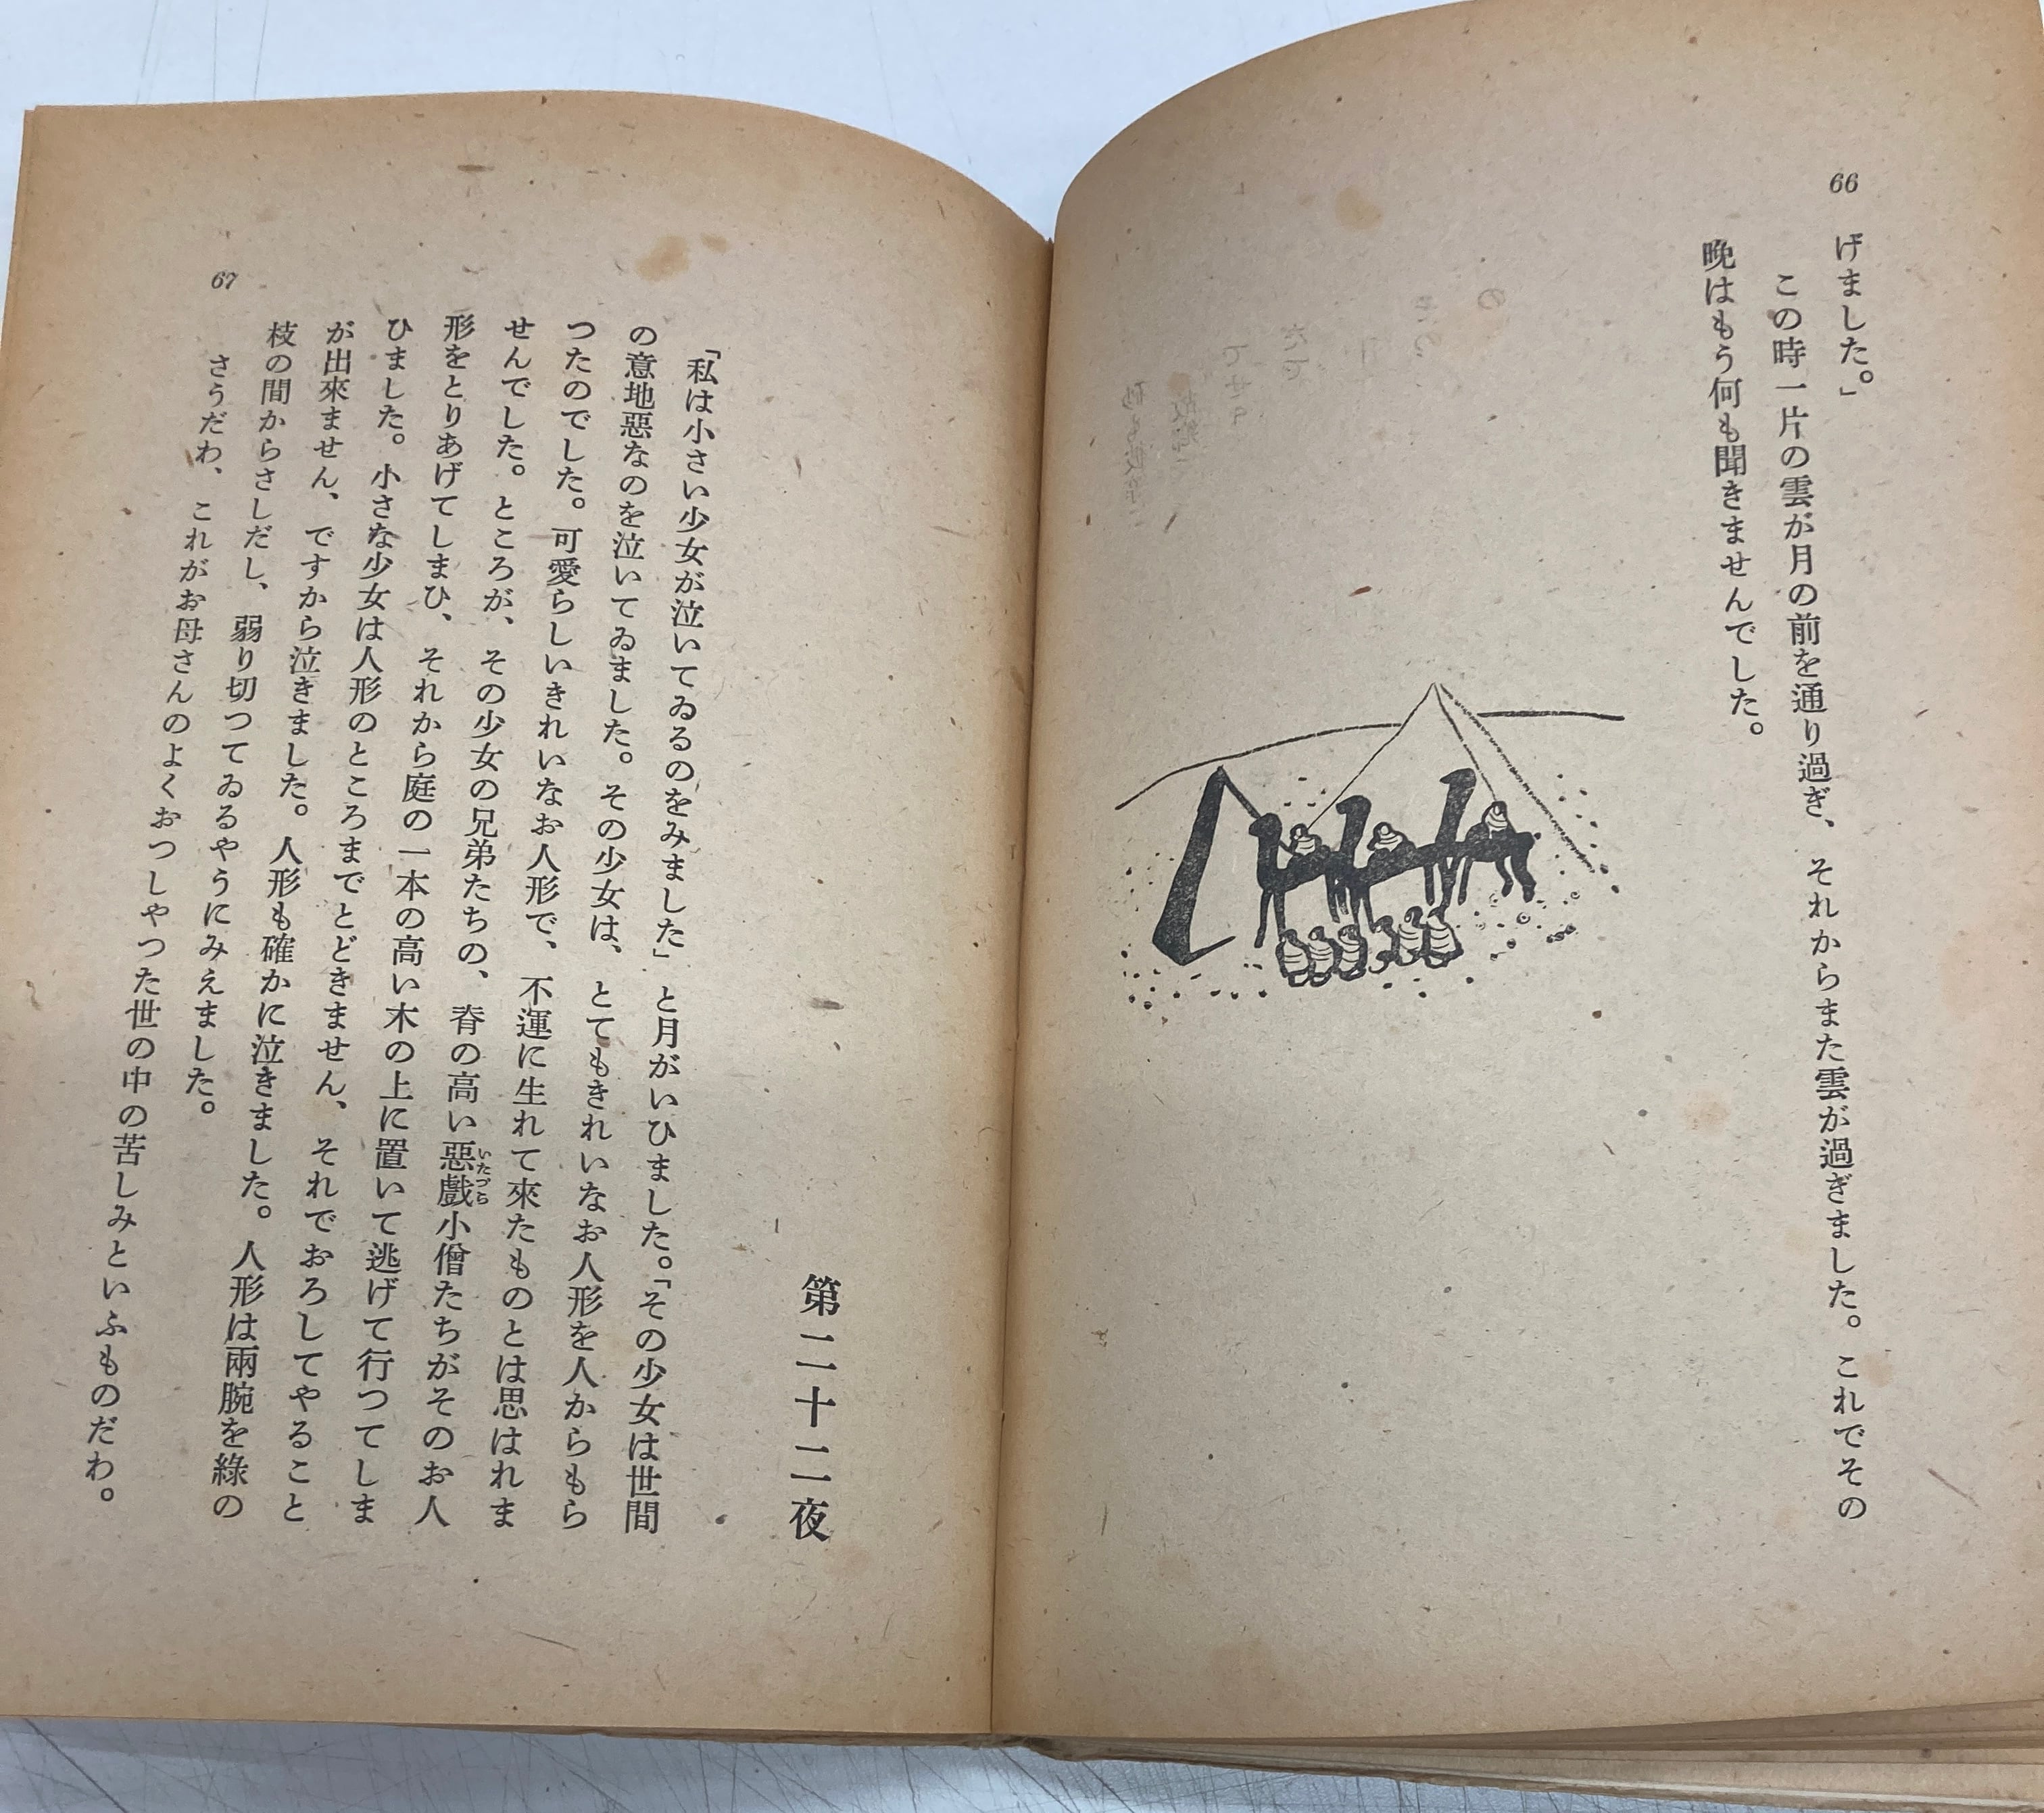 66
げました。」
この時一片の雲が月の前を通り過ぎ、それからまた雲が過ぎました。これでその
晩はもう何も聞きませんでした。
第二十二夜
「私は小さい少女が泣いてゐるのをみました」と月がいひました。「その少女は世間
の意地惡なのを泣いてゐました。その少女は、とてもきれいなお人形を人からもら
つたのでした。可愛らしいきれいなお人形で、不運に生れて來たものとは思はれま
せんでした。ところが、その少女の兄弟たちの、脊の高い惡戲小僧たちがそのお人
いたづら
形をとりあげてしまひ、それから庭の一本の高い木の上に置いて逃げて行つてしま
ひました。小さな少女は人形のところまでとどきません、それでおろしてやること
が出來ません、ですから泣きました。人形も確かに泣きました。人形は兩腕を綠の
枝の間からさしだし、弱り切つてゐるやうにみえました。
さうだわ、これがお母さんのよくおつしやつた世の中の苦しみといふものだわ。
67